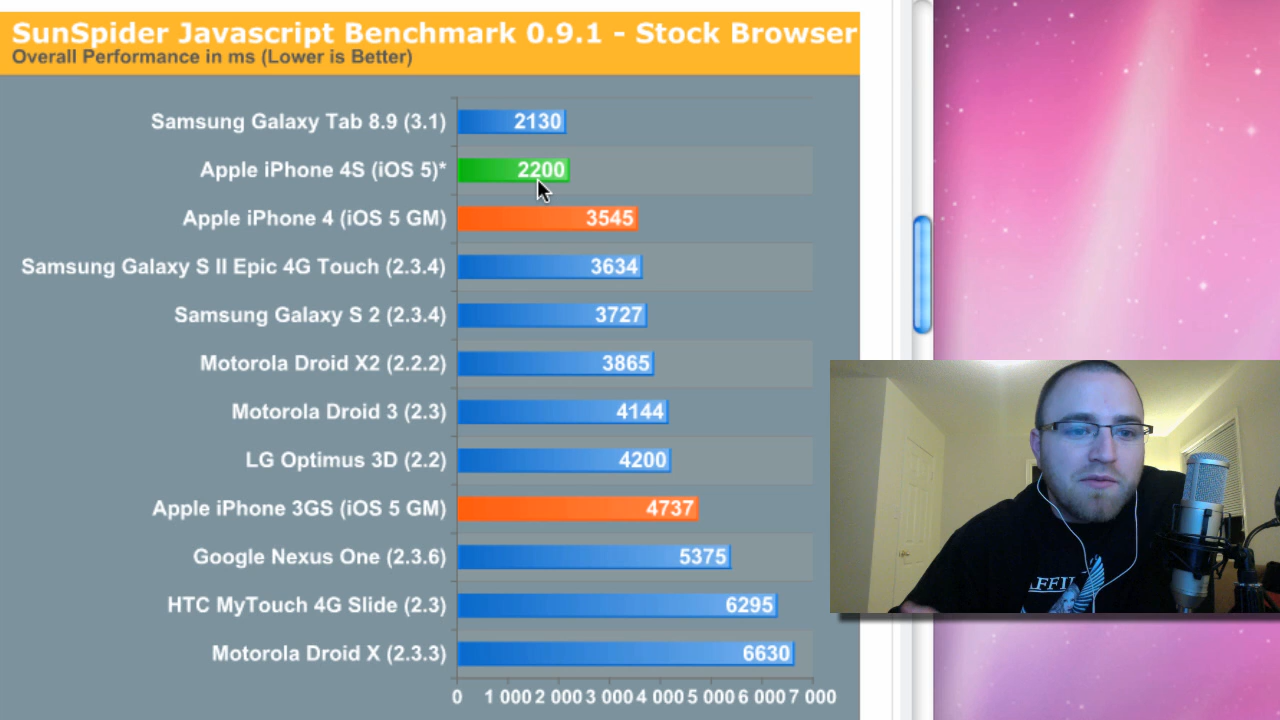 SunSpider Javascript Benchmark 0.9.1 - Stock Browser
Overall Performance in ms (Lower is Better)
Samsung Galaxy Tab 8.9 (3.1) 2130
Apple iPhone 4S (iOS 5)* 2200
Apple iPhone 4 (iOS 5 GM) 3545
Samsung Galaxy S II Epic 4G Touch (2.3.4) 3634
Samsung Galaxy S 2 (2.3.4) 3727
Motorola Droid X2 (2.2.2) 3865
Motorola Droid 3 (2.3) 4144
LG Optimus 3D (2.2) 4200
Apple iPhone 3GS (iOS 5 GM) 4737
Google Nexus One (2.3.6) 5375
HTC MyTouch 4G Slide (2.3) 6295
Motorola Droid X (2.3.3) 6630
0 1 000 2 000 3 000 4 000 5 000 6 000 7 000